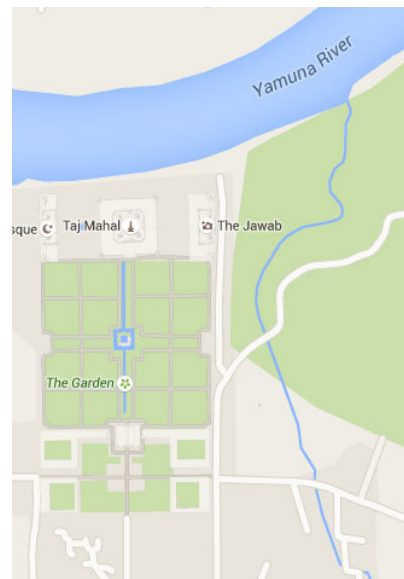 Yamuna River
sque
Taj Mahal
The Jawab
The Garden